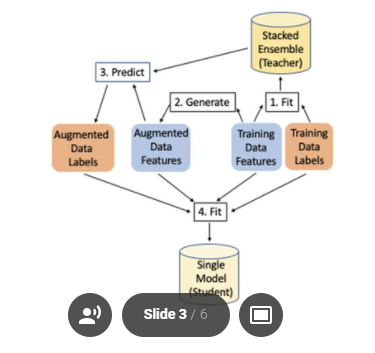 Stacked
Ensemble
(Teacher)
3. Predict
2. Generate
1. Fit
Augmented
Data
Labels
Augmented
Data
Features
Training
Data
Features
Training
Data
Labels
4. Fit
Single
Model
(Student)
Slide 3 / 6